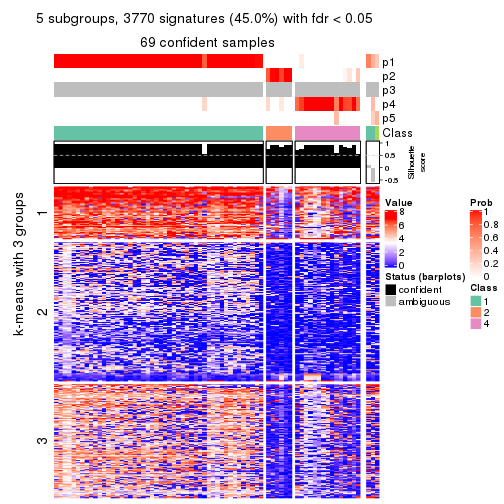 5 subgroups, 3770 signatures (45.0%) with fdr < 0.05
69 confident samples
p1
p2
p3
p4
p5
Class
1
0.5
0
-0.5
Silhouette
score
k-means with 3 groups
1
2
3
Value
8
6
4
2
0
Status (barplots)
confident
ambiguous
Prob
1
0.8
0.6
0.4
0.2
0
Class
1
2
4